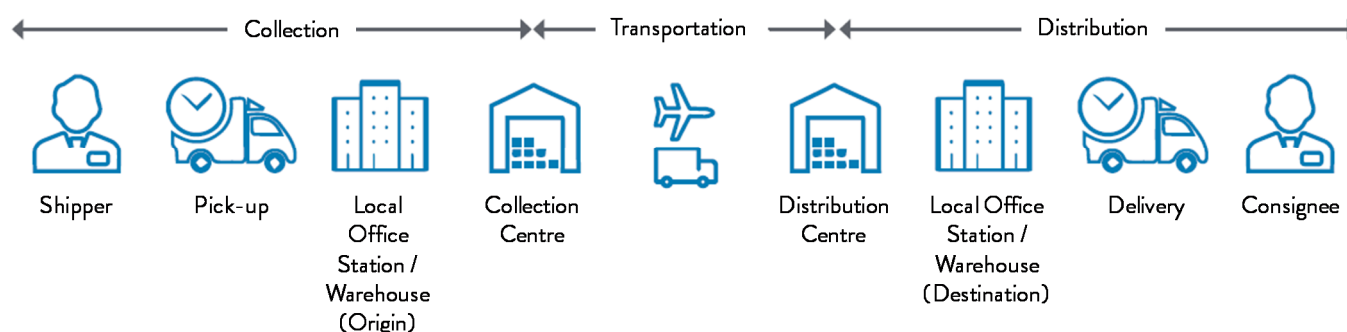 Collection
Transportation
Distribution
Shipper
Pick-up
Local
Office
Station /
Warehouse
(Origin)
Collection
Centre
Distribution
Centre
Local Office
Station /
Warehouse
(Destination)
Delivery
Consignee